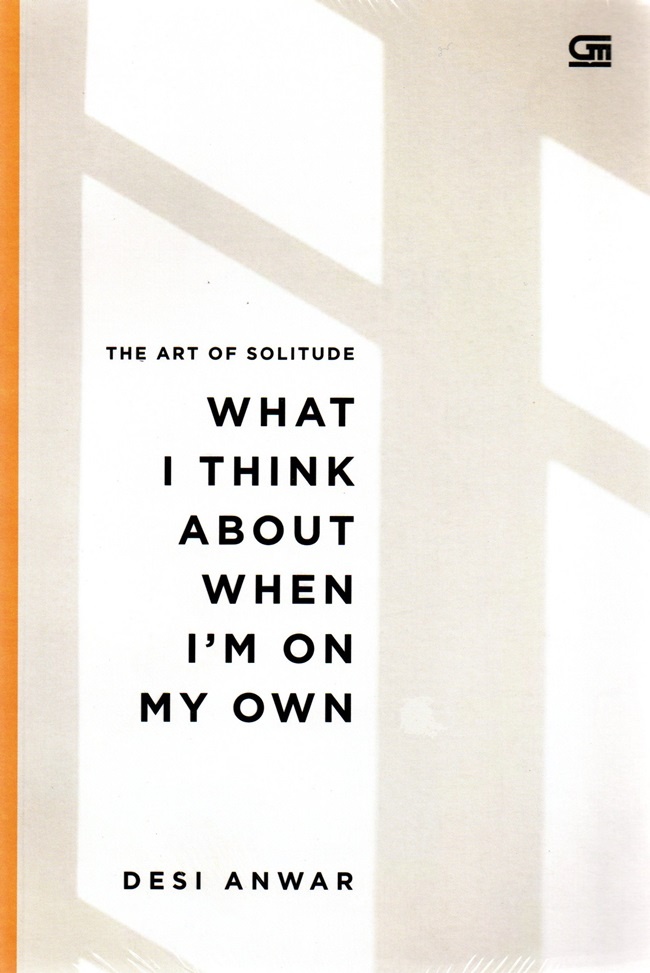 GM
THE ART OF SOLITUDE
WHAT
I THINK
ABOUT
WHEN
I’M ON
MY OWN
DESI ANWAR